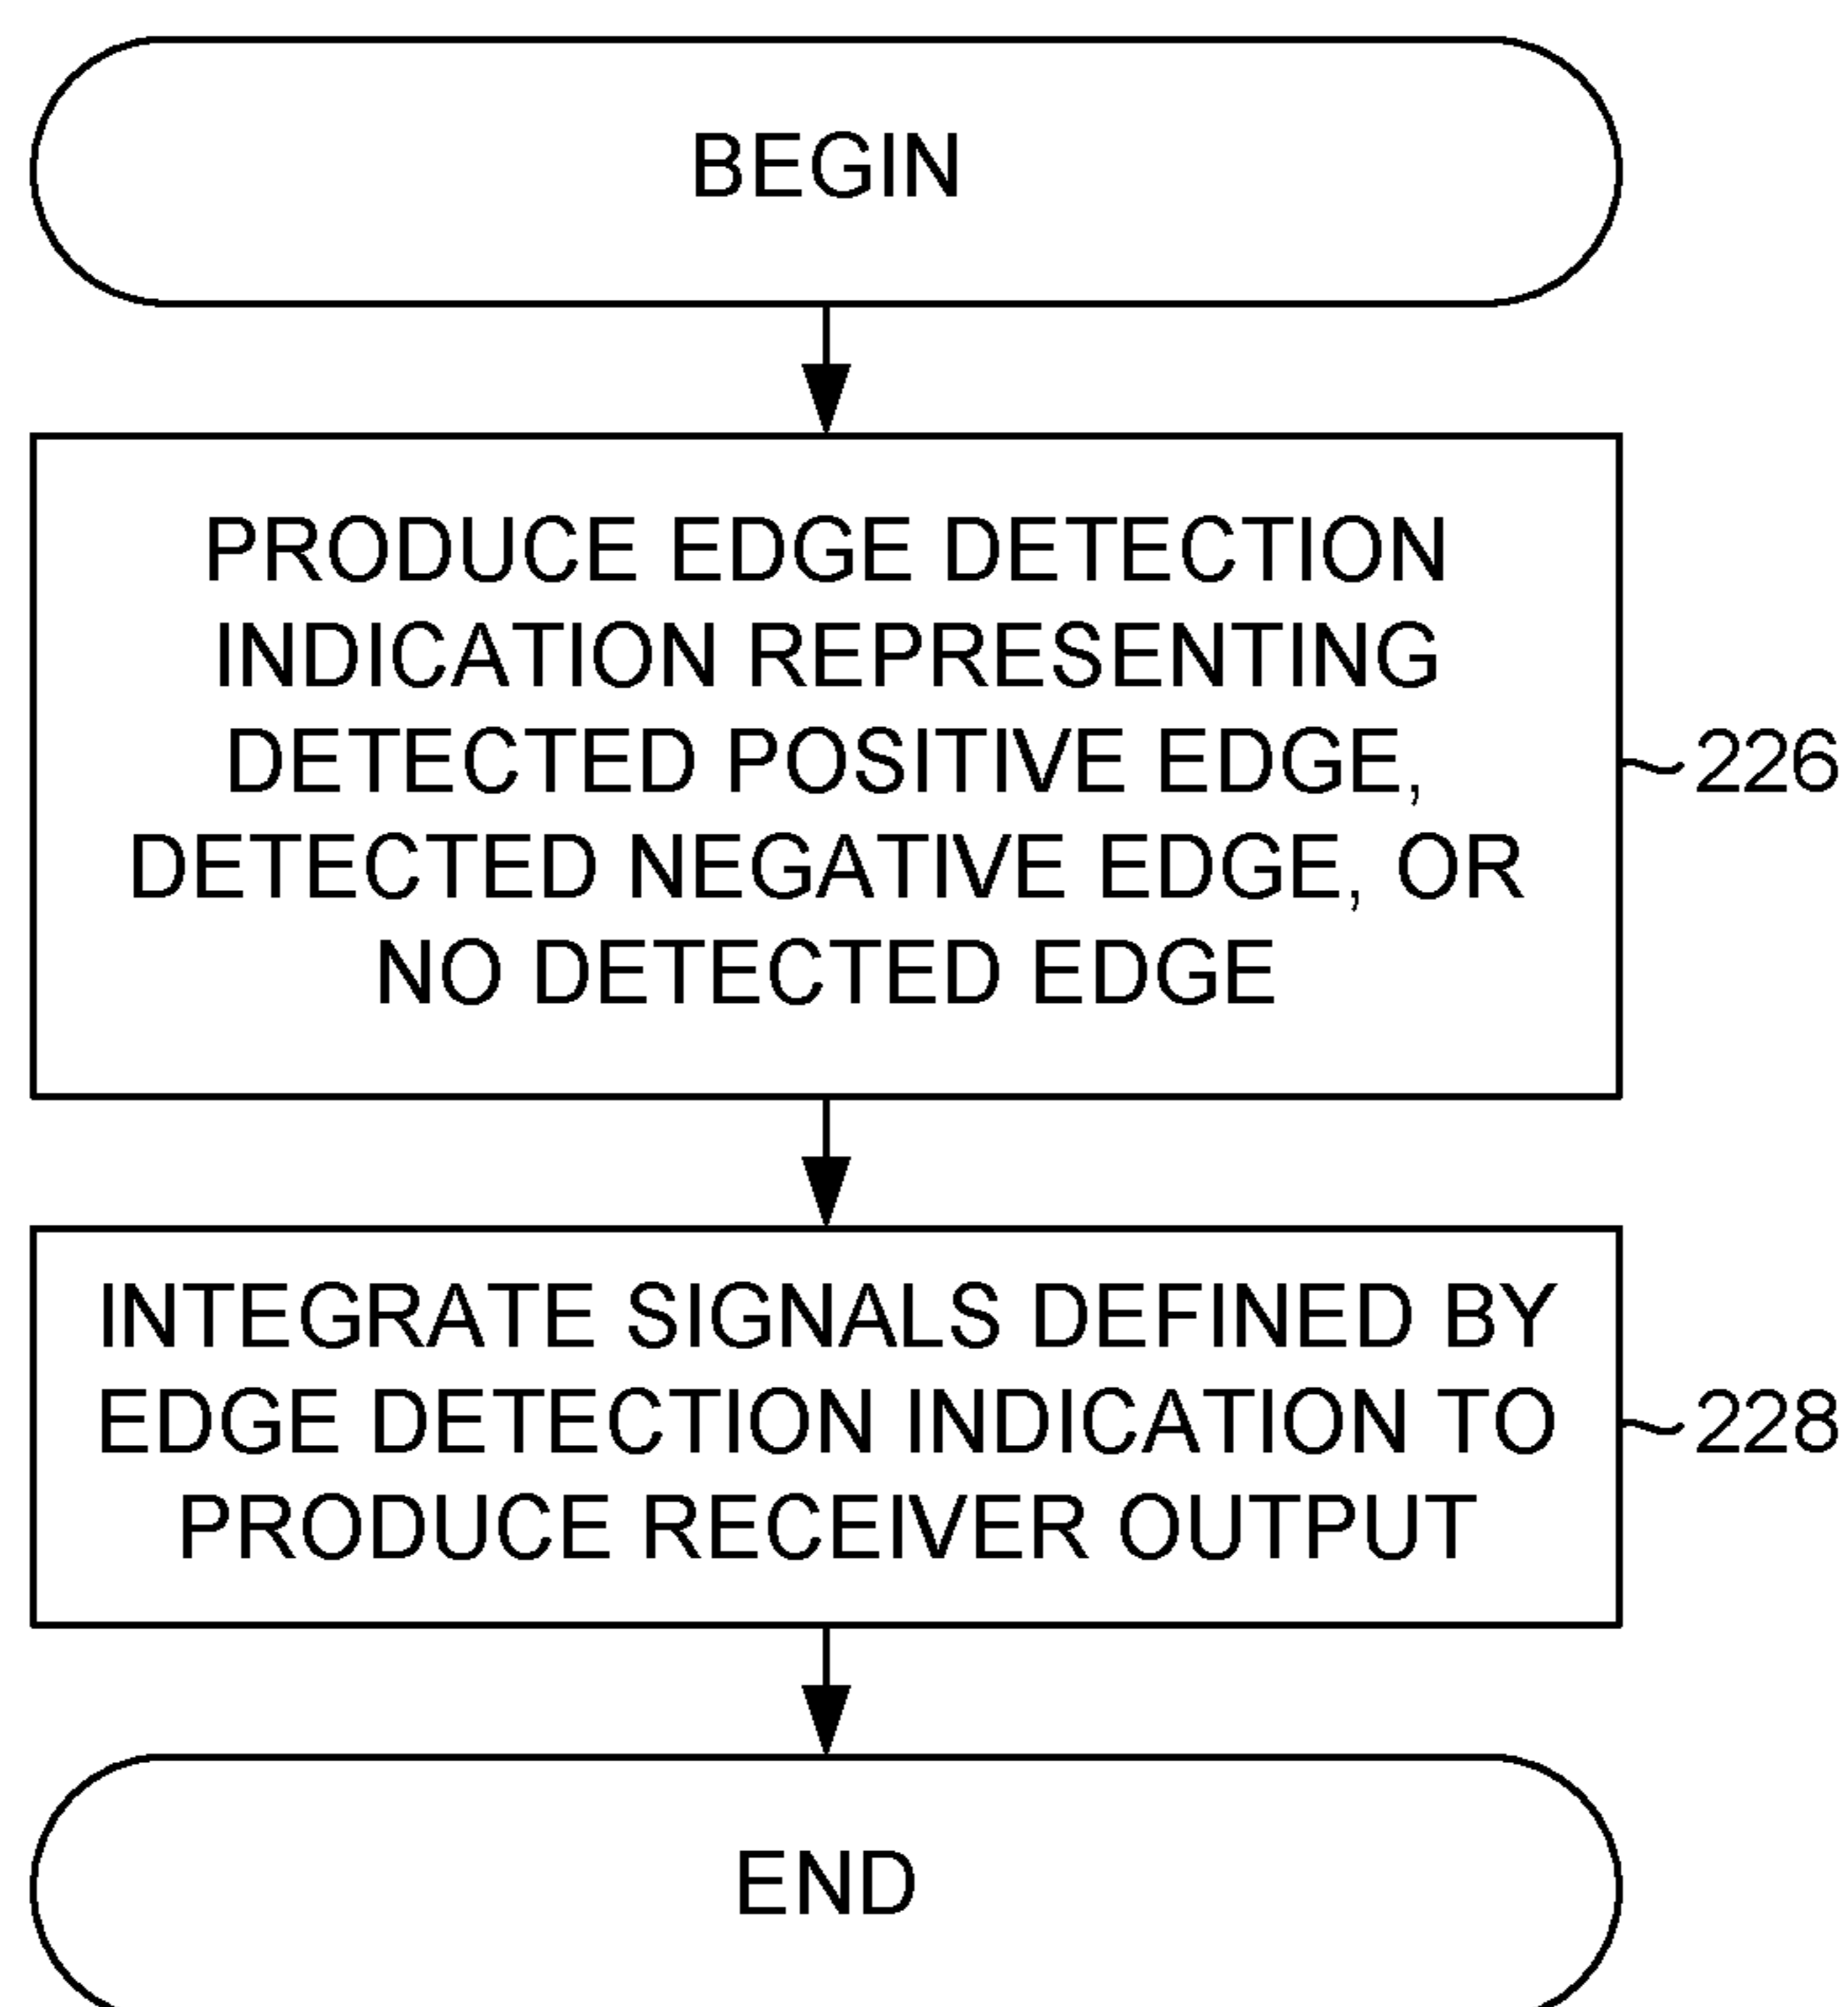 BEGIN
PRODUCE EDGE DETECTION
INDICATION REPRESENTING
DETECTED POSITIVE EDGE,
DETECTED NEGATIVE EDGE, OR
NO DETECTED EDGE
226
INTEGRATE SIGNALS DEFINED BY
EDGE DETECTION INDICATION TO
PRODUCE RECEIVER OUTPUT
228
END